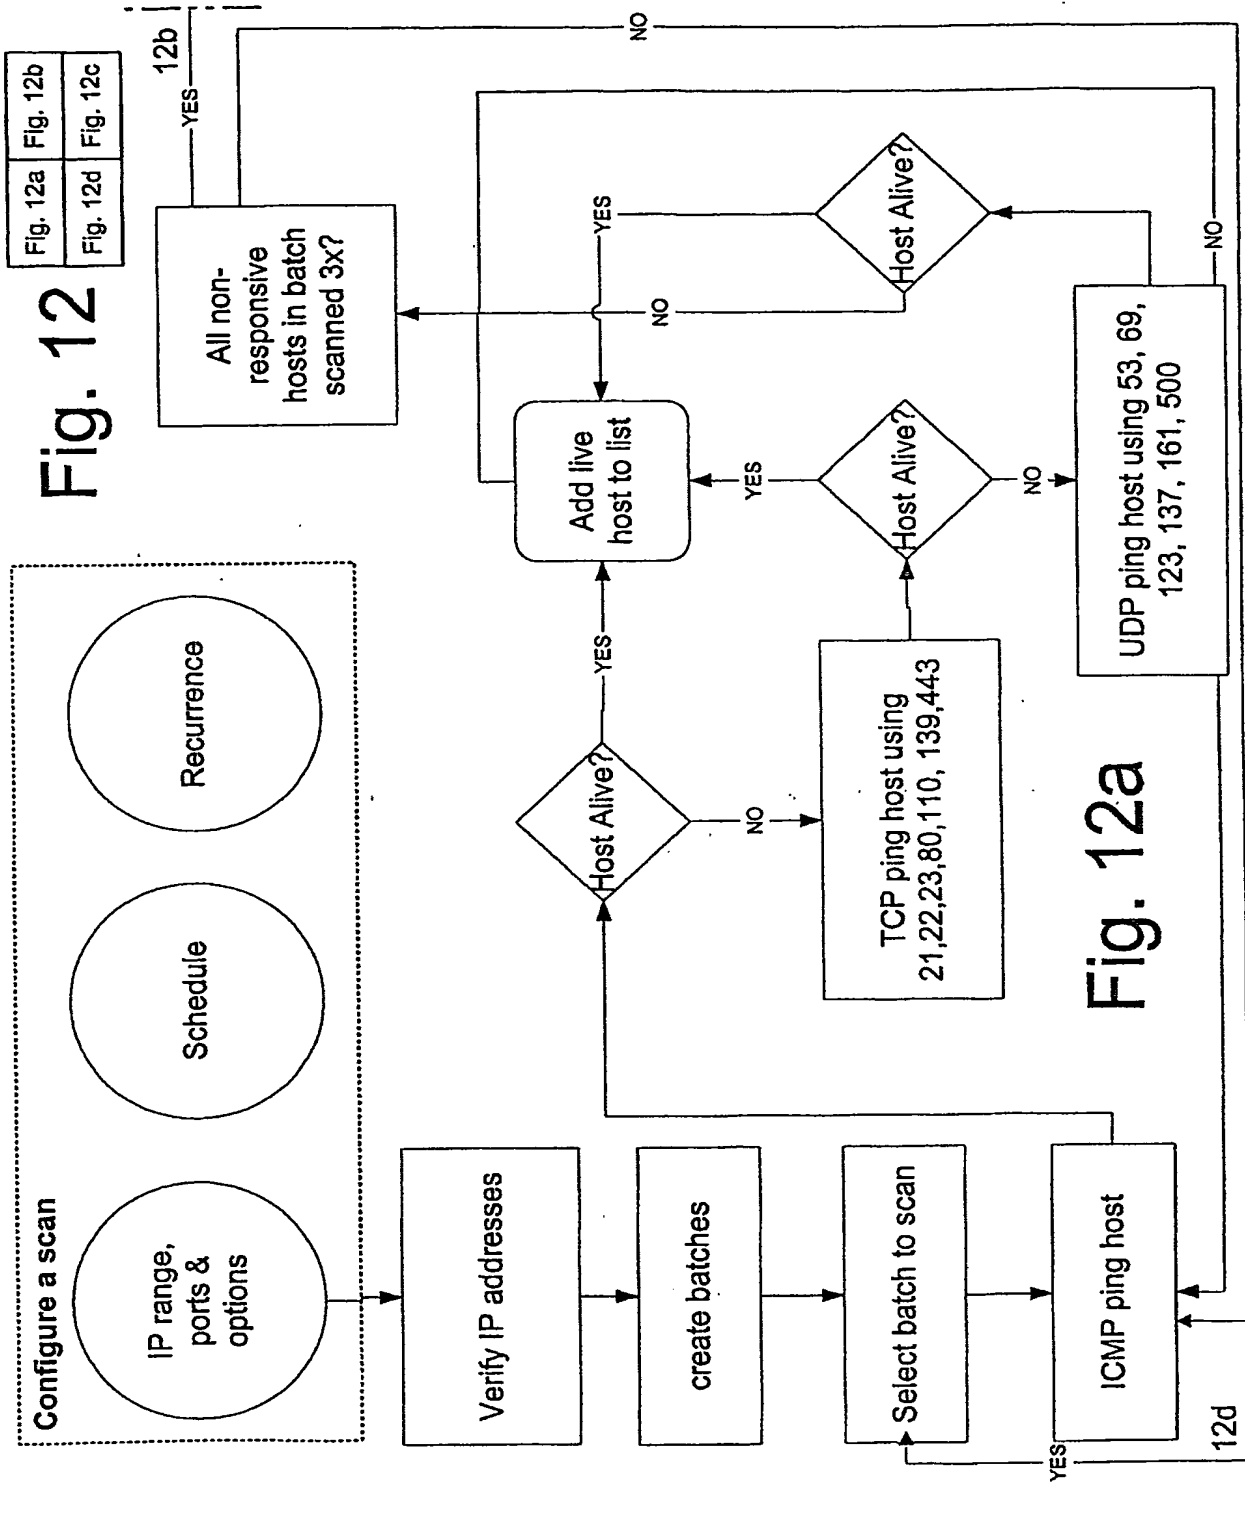 Configure a scan
IP range,
ports &
options
Schedule
Recurrence
Fig. 12
Fig. 12a
Fig. 12b
Fig. 12d
Fig. 12c
Verify IP addresses
create batches
Select batch to scan
ICMP ping host
YES
12d
Host Alive?
YES
NO
TCP ping host using
21,22,23,80,110, 139,443
Host Alive?
YES
NO
Add live
host to list
UDP ping host using 53, 69,
123, 137, 161, 500
NO
Host Alive?
YES
NO
All non-
responsive
hosts in batch
scanned 3x?
YES
12b
NO
Fig. 12a